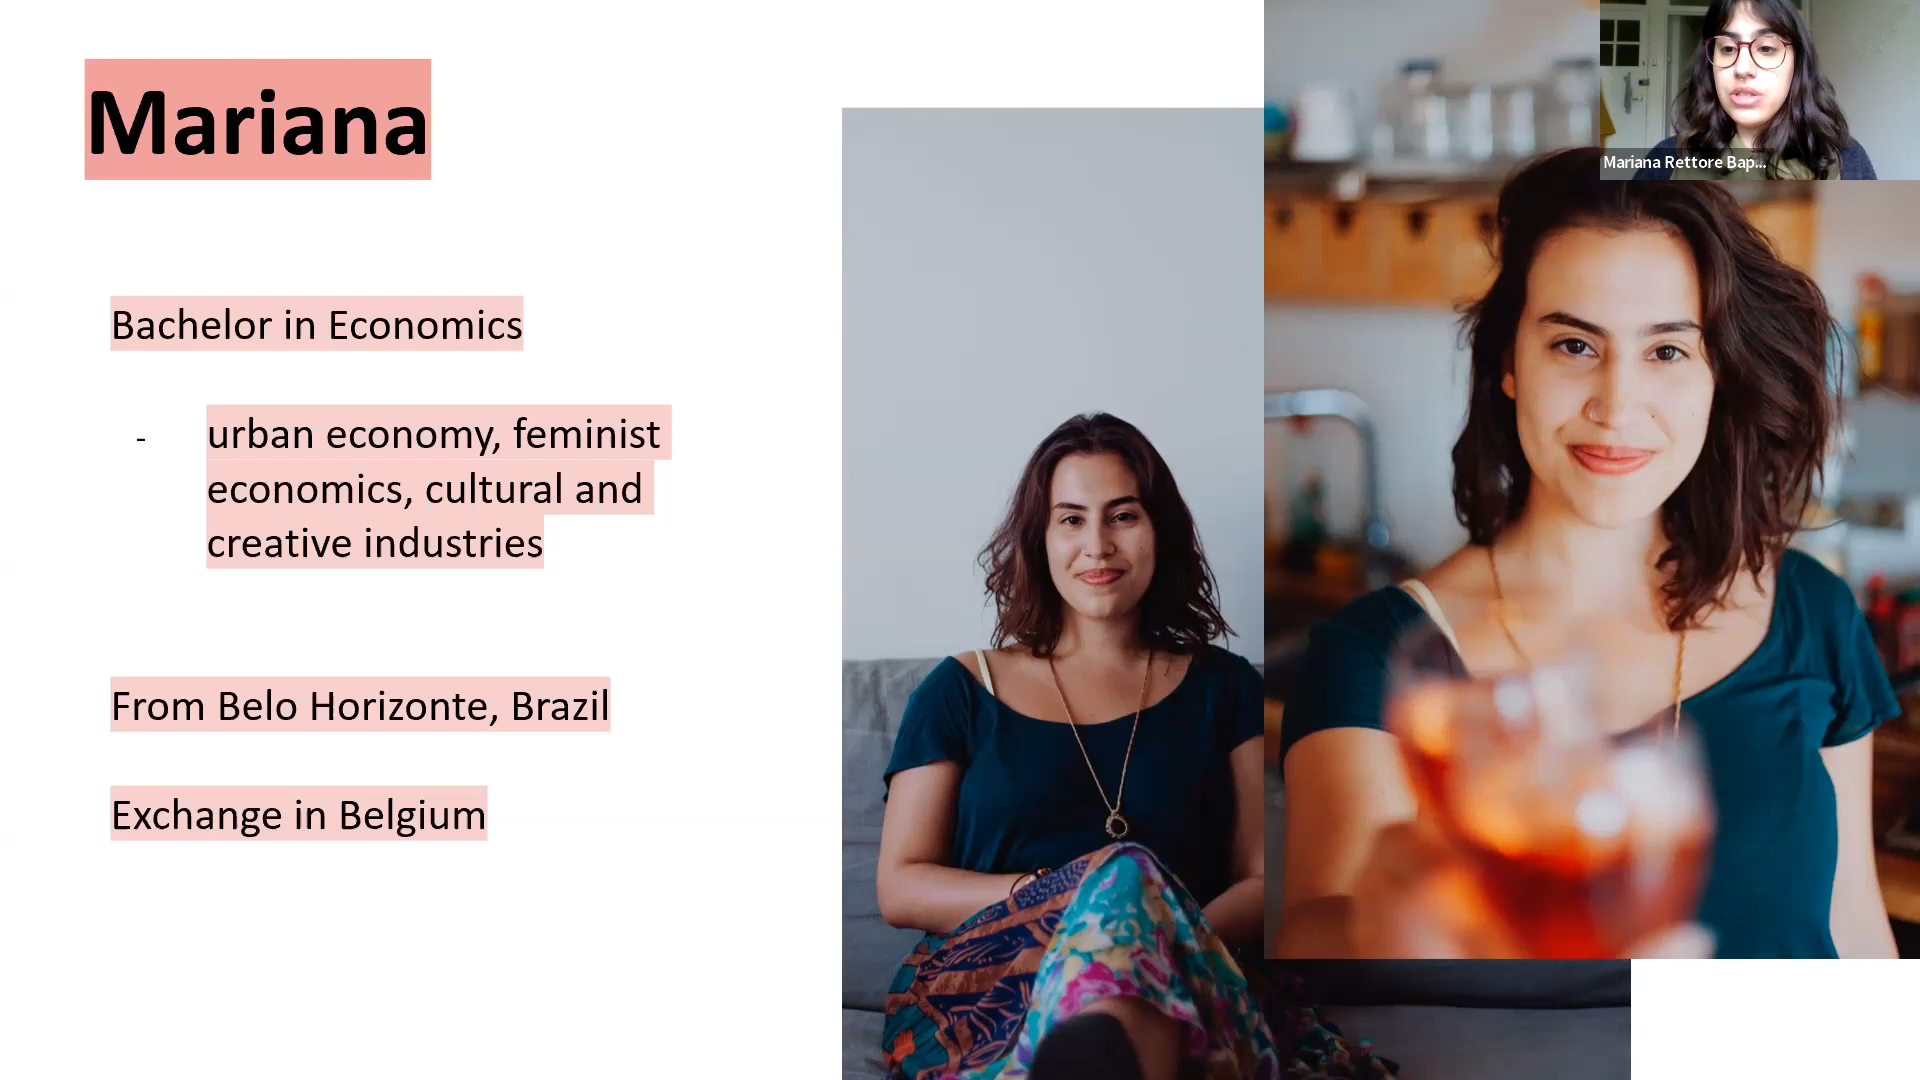 Mariana
Mariana Rettore Bap...
Bachelor in Economics
- urban economy, feminist
economics, cultural and
creative industries
From Belo Horizonte, Brazil
Exchange in Belgium